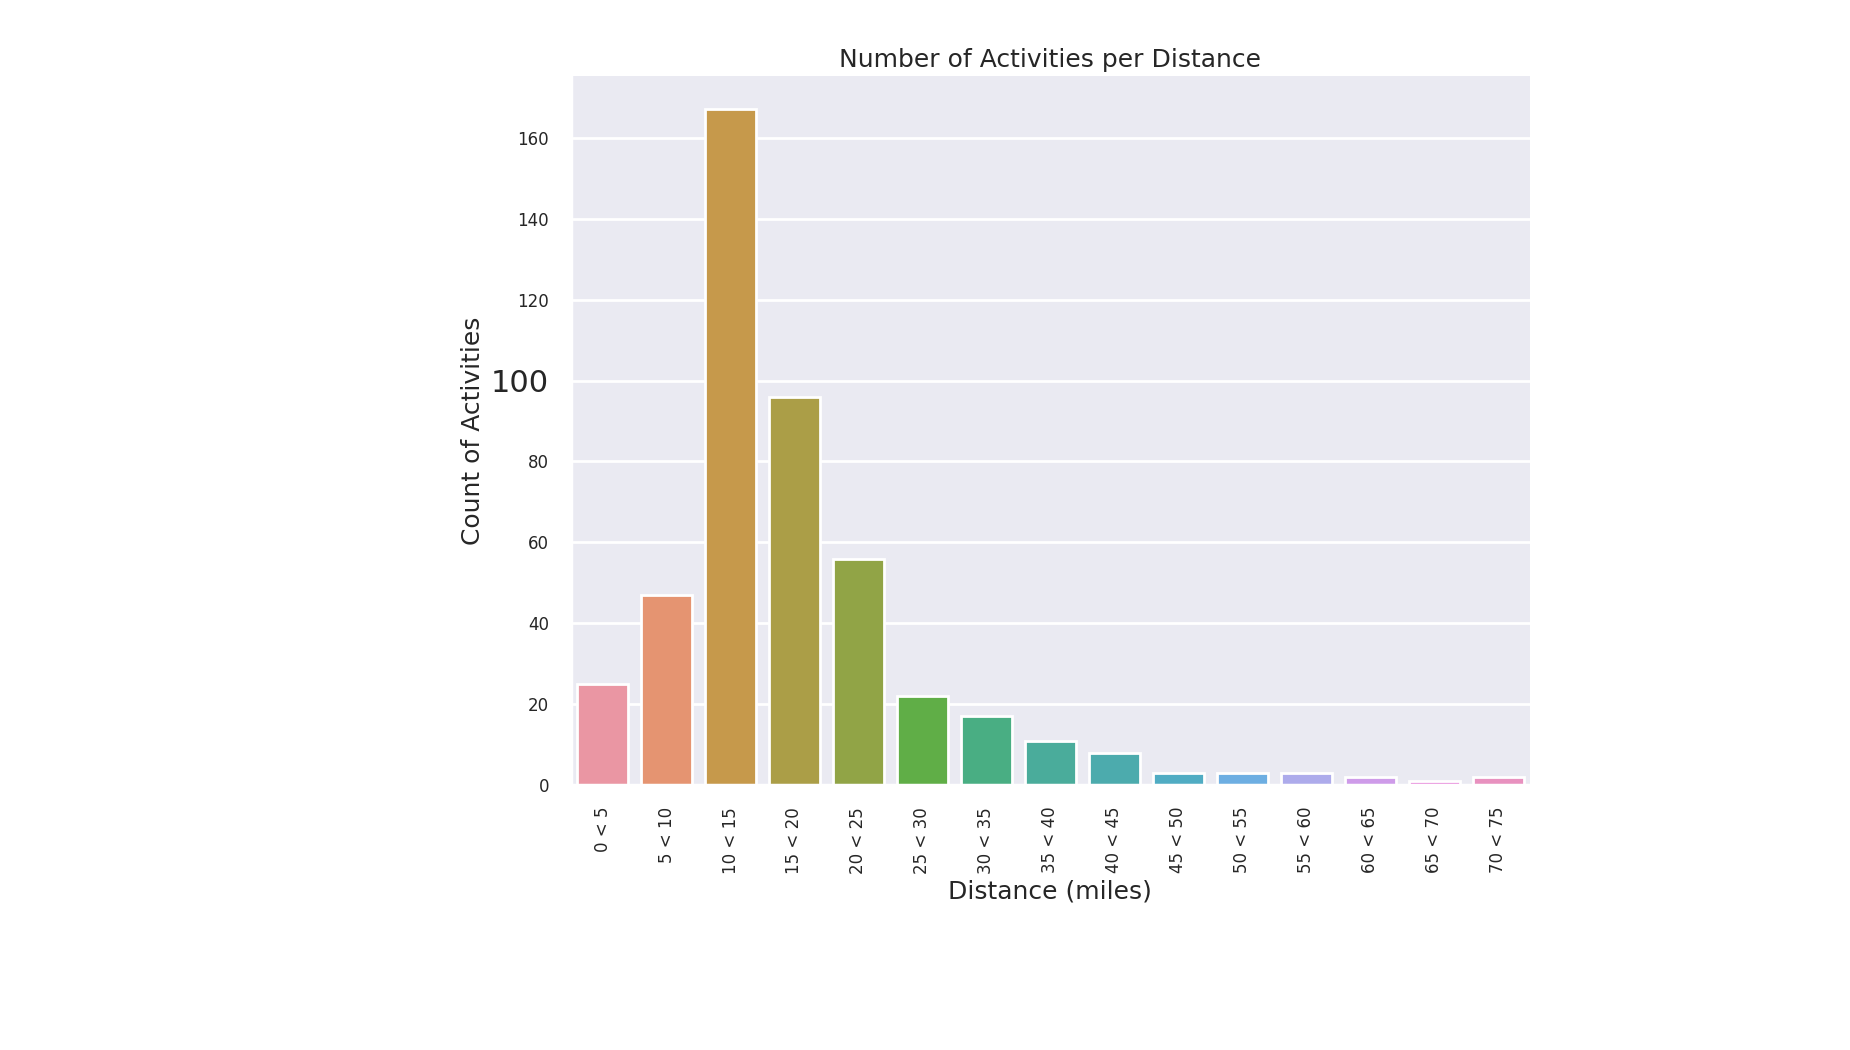 Number of Activities per Distance
160
140
120
100
80
60
40
20
0
Count of Activities
0 < 5
5 < 10
10 < 15
15 < 20
20 < 25
25 < 30
30 < 35
35 < 40
40 < 45
45 < 50
50 < 55
55 < 60
60 < 65
65 < 70
70 < 75
Distance (miles)